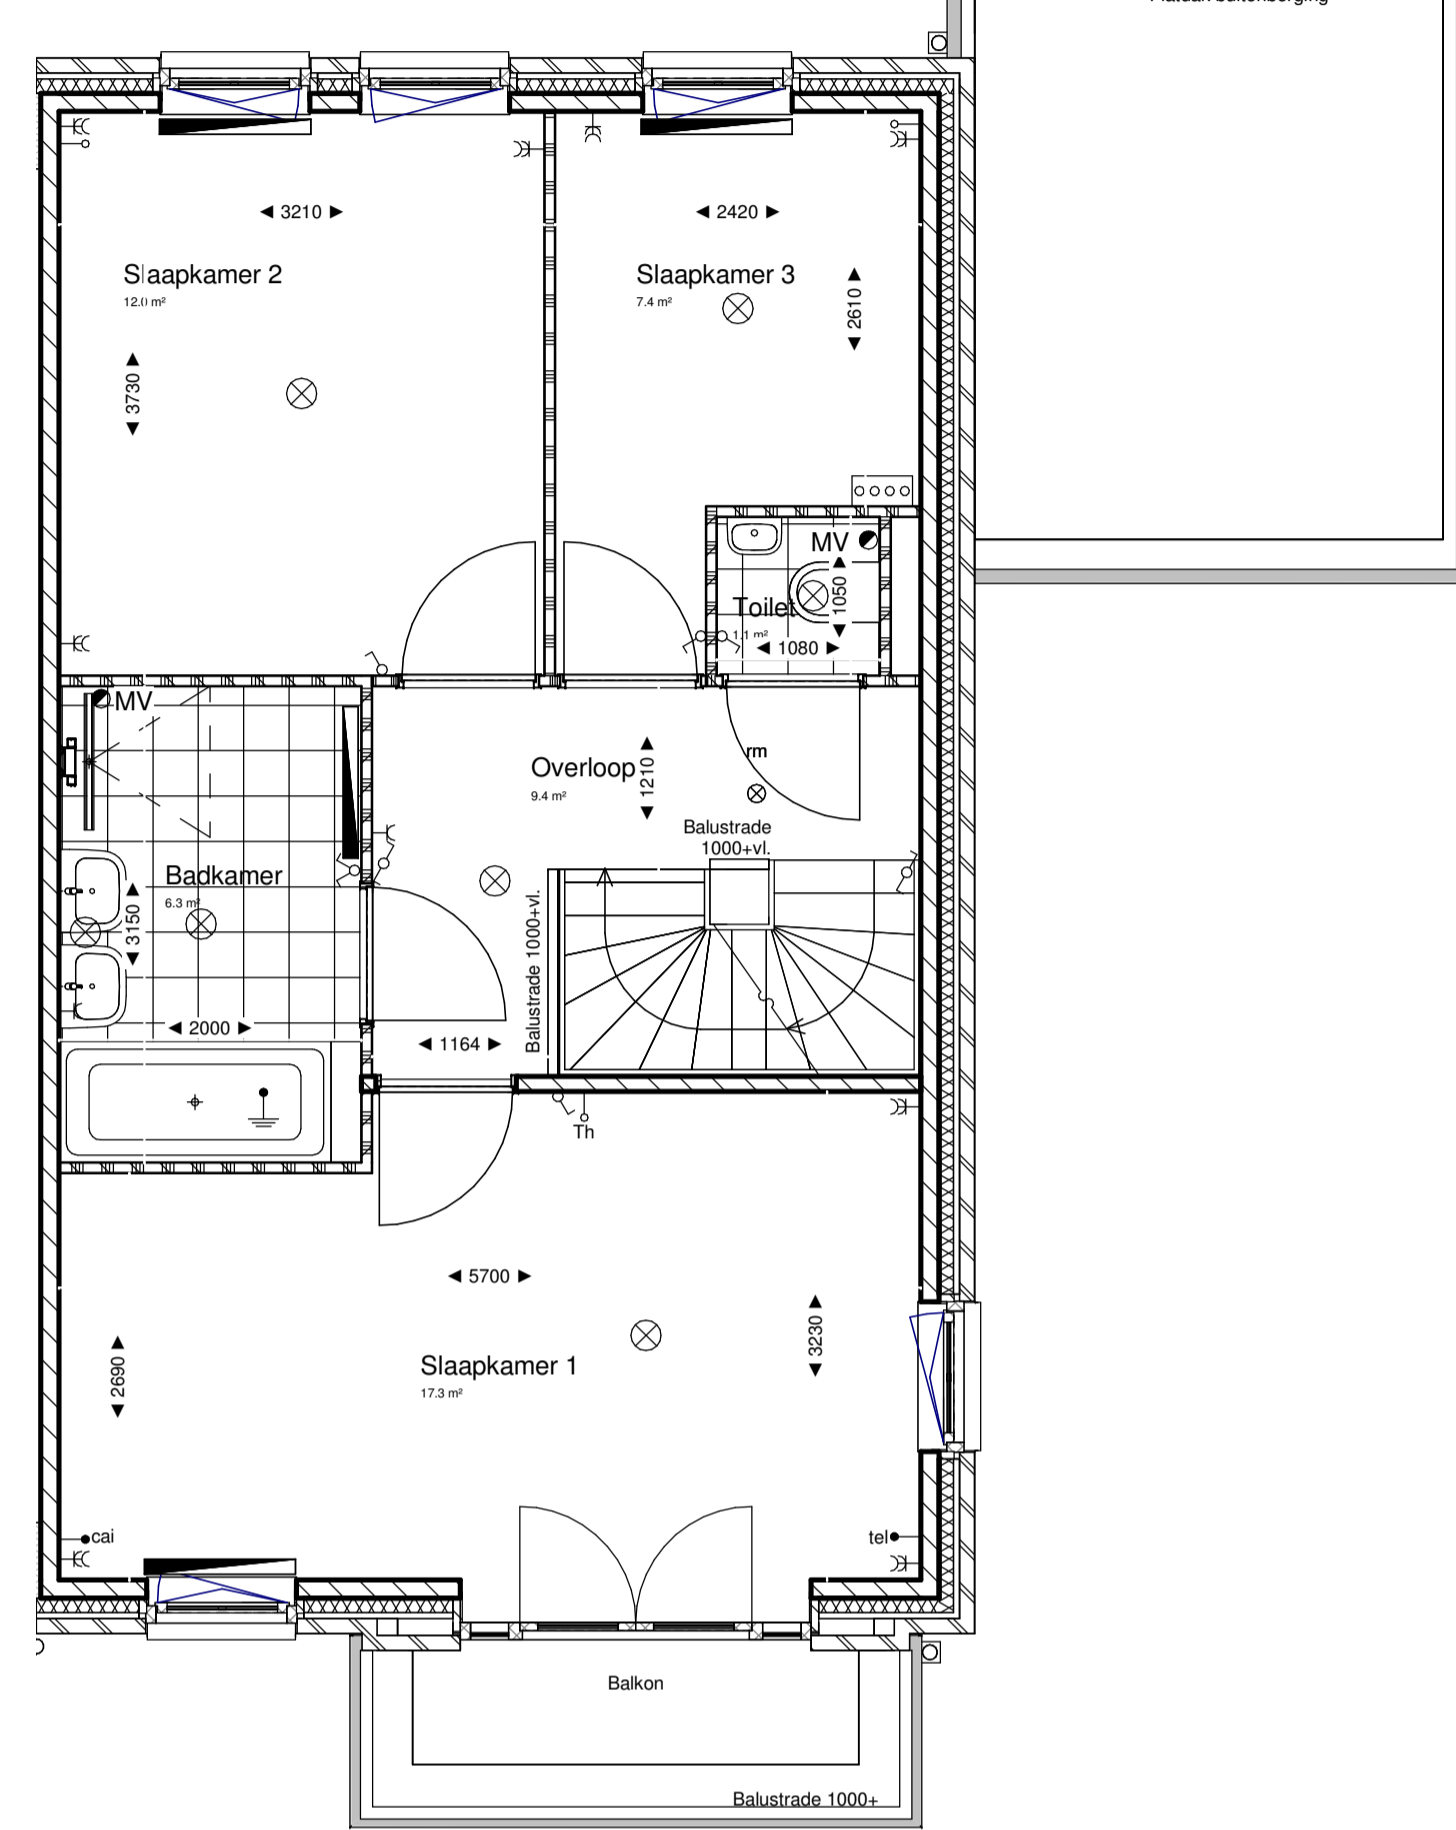 3210
2420
Slaapkamer 2
12.0 m²
Slaapkamer 3
7.4 m²
2610
3730
MV
1050
Toilet
1.1 m²
1080
MV
rm
Overloop
9.4 m²
1210
Balustrade
1000+vl.
Badkamer
6.3 m²
3150
Balustrade 1000+vl.
2000
1164
Th
5700
3230
2690
Slaapkamer 1
17.3 m²
cai
tel
Balkon
Balustrade 1000+